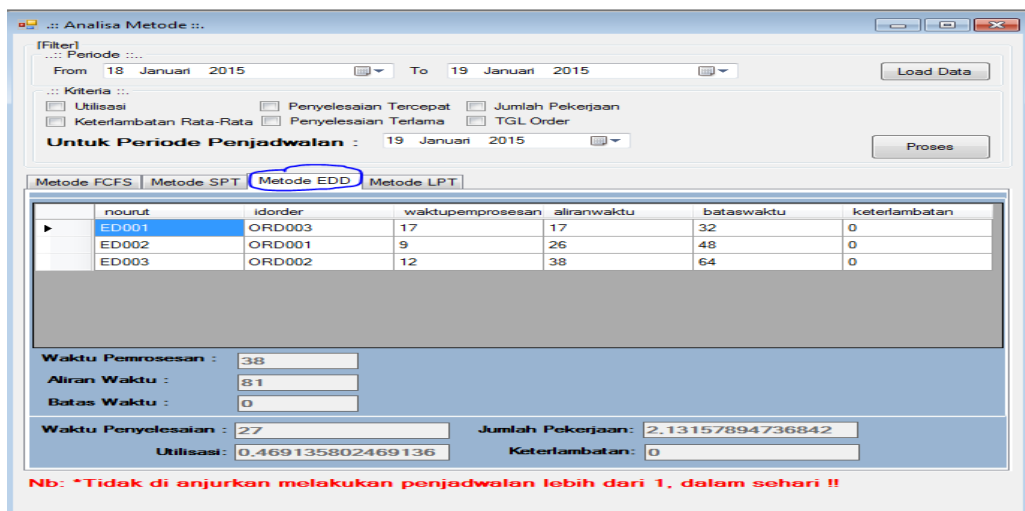 .:: Analisa Metode ::.
[Filter]
..:: Periode ::..
From 18 Januari 2015 To 19 Januari 2015 Load Data
.:: Kriteria ::.
Utilisasi Penyelesaian Tercepat Jumlah Pekerjaan
Keterlambatan Rata-Rata Penyelesaian Terlama TGL Order
Untuk Periode Penjadwalan : 19 Januari 2015 Proses
Metode FCFS Metode SPT Metode EDD Metode LPT
nourut idorder waktupemprosesan aliranwaktu bataswaktu keterlambatan
ED001 ORD003 17 17 32 0
ED002 ORD001 9 26 48 0
ED003 ORD002 12 38 64 0
Waktu Pemrosesan : 38
Aliran Waktu : 81
Batas Waktu : 0
Waktu Penyelesaian : 27 Jumlah Pekerjaan: 2,13157894736842
Utilisasi: 0,469135802469136 Keterlambatan: 0
Nb: *Tidak di anjurkan melakukan penjadwalan lebih dari 1, dalam sehari !!